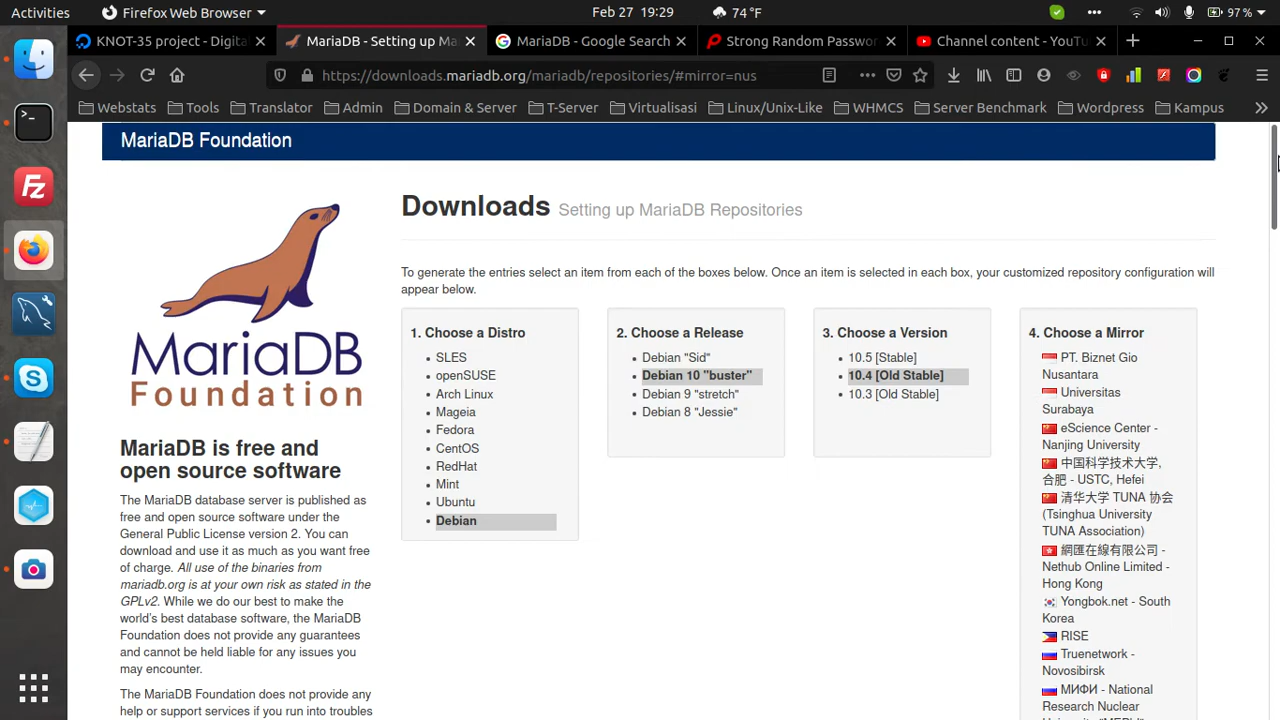 Activities
Firefox Web Browser
Feb 27 19:29
74 °F
97 %
KNOT-35 project - Digita
MariaDB - Setting up Ma
MariaDB - Google Search
Strong Random Passwo
Channel content - YouTu
https://downloads.mariadb.org/mariadb/repositories/#mirror=nus
Webstats
Tools
Translator
Admin
Domain & Server
T-Server
Virtualisasi
Linux/Unix-Like
WHMCS
Server Benchmark
Wordpress
Kampus
MariaDB Foundation
MariaDB
Foundation
MariaDB is free and
open source software
The MariaDB database server is published as
free and open source software under the
General Public License version 2. You can
download and use it as much as you want free
of charge. All use of the binaries from
mariadb.org is at your own risk as stated in the
GPLv2. While we do our best to make the
world's best database software, the MariaDB
Foundation does not provide any guarantees
and cannot be held liable for any issues you
may encounter.
The MariaDB Foundation does not provide any
help or support services if you run into troubles
Downloads Setting up MariaDB Repositories
To generate the entries select an item from each of the boxes below. Once an item is selected in each box, your customized repository configuration will
appear below.
1. Choose a Distro
SLES
openSUSE
Arch Linux
Mageia
Fedora
CentOS
RedHat
Mint
Ubuntu
Debian
2. Choose a Release
Debian "Sid"
Debian 10 "buster"
Debian 9 "stretch"
Debian 8 "Jessie"
3. Choose a Version
10.5 [Stable]
10.4 [Old Stable]
10.3 [Old Stable]
4. Choose a Mirror
PT. Biznet Gio
Nusantara
Universitas
Surabaya
eScience Center -
Nanjing University
中国科学技术大学,
合肥 - USTC, Hefei
清华大学 TUNA 协会
(Tsinghua University
TUNA Association)
網匯在線有限公司 -
Nethub Online Limited -
Hong Kong
Yongbok.net - South
Korea
RISE
Truenetwork -
Novosibirsk
МИФИ - National
Research Nuclear